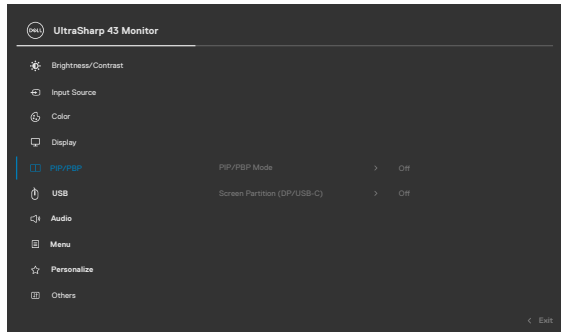 DELL UltraSharp 43 Monitor
Brightness/Contrast
Input Source
Color
Display
PIP/PBP PIP/PBP Mode > Off
USB Screen Partition (DP/USB-C) > Off
Audio
Menu
Personalize
Others
< Exit